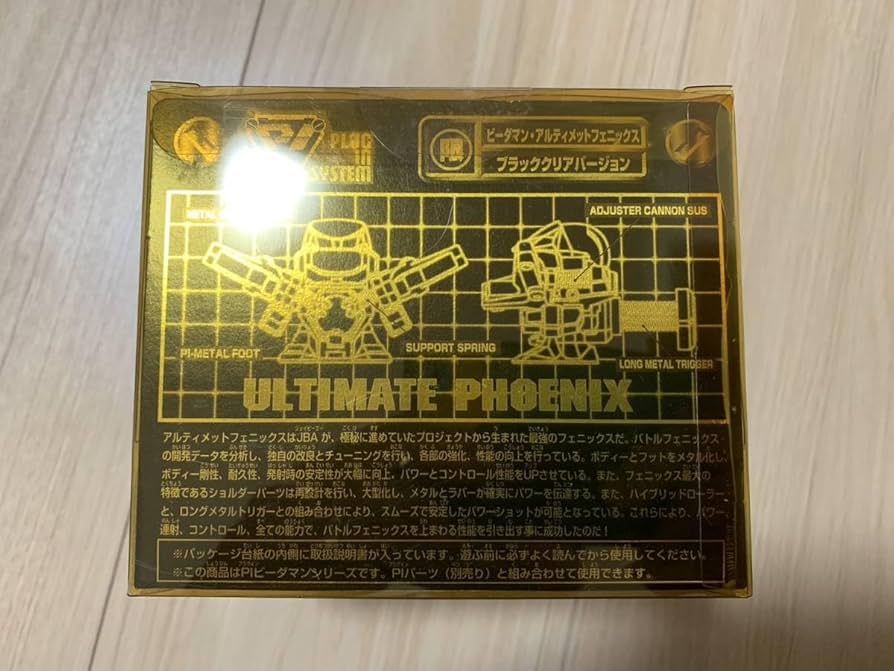 PLUG
IN
SYSTEM
限
ビーダマン・アルティメットフェニックス
ブラッククリアバージョン
METAL
ADJUSTER CANNON SUS
PI-METAL FOOT
SUPPORT SPRING
LONG METAL TRIGGER
ULTIMATE PHOENIX
アルティメットフェニックスはJBAが、極秘に進めていたプロジェクトから生まれた最強のフェニックスだ。バトルフェニックス
の開発データを分析し、独自の改良とチューニングを行い、各部の強化、性能の向上を行っている。ボディーとフットをメタル化し、
ボディー剛性、耐久性、発射時の安定性が大幅に向上、パワーとコントロール性能をUPさせている。また、フェニックス最大の
特徴であるショルダーパーツは再設計を行い、大型化し、メタルとラバーが確実にパワーを伝達する。また、ハイブリッドローラー
と、ロングメタルトリガーとの組み合わせにより、スムーズで安定したパワーショットが可能となっている。これらにより、パワー、
連射、コントロール、全ての能力で、バトルフェニックスを上まわる性能を引き出す事に成功したのだ!
※パッケージ台紙の内側に取扱説明書が入っています。遊ぶ前に必ずよく読んでから使用してください。
※この商品はPIビーダマンシリーズです。PIパーツ(別売り)と組み合わせて使用できます。